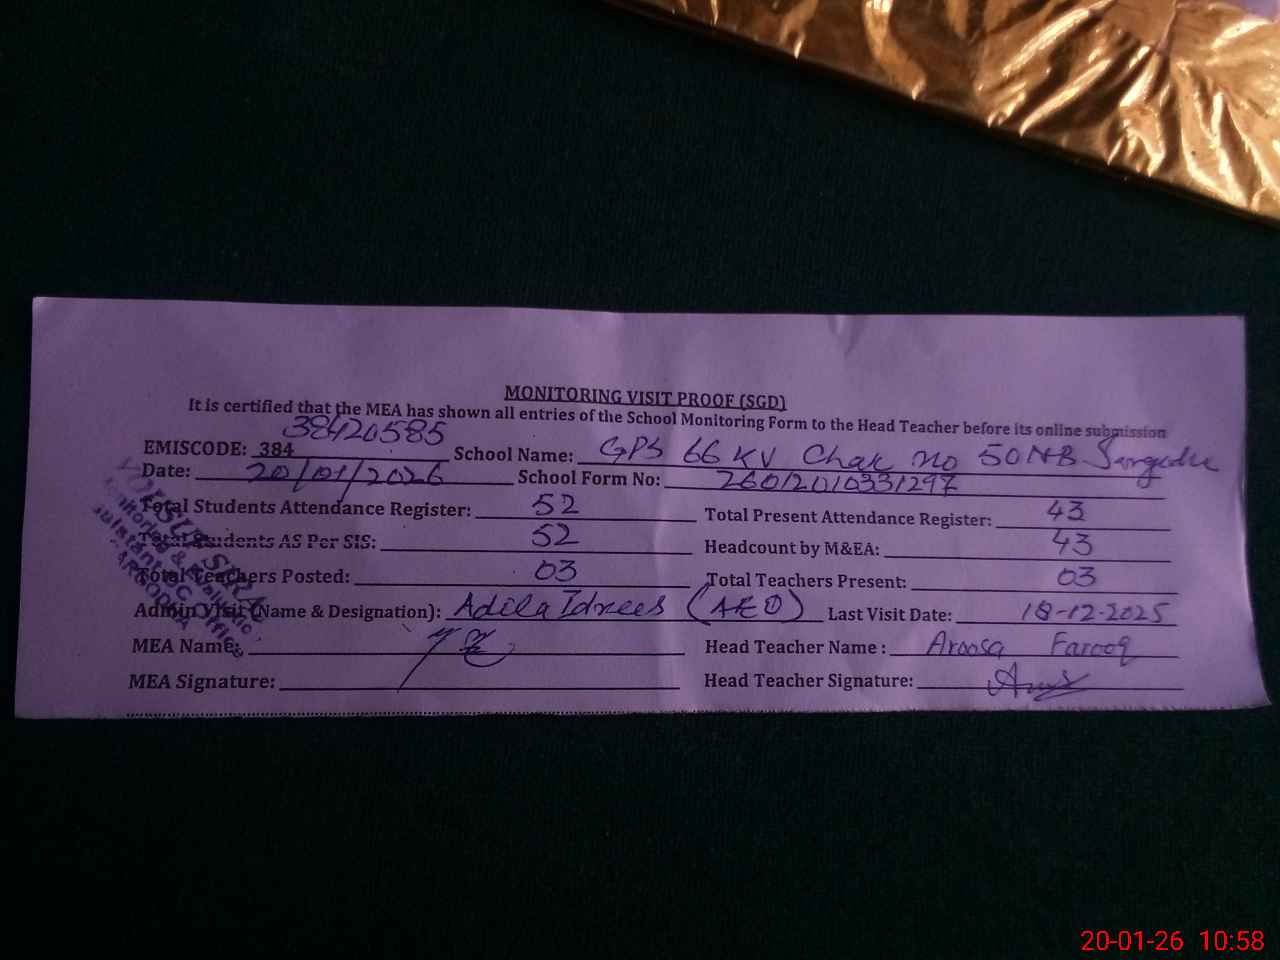 MONITORING VISIT PROOF (SGD)
It is certified that the MEA has shown all entries of the School Monitoring Form to the Head Teacher before its online submission
38420585
EMISCODE: 384 School Name: GPS 66 KV Chak no 50NB Sargodha
Date: 20/01/2026 School Form No: 26012010331297
Total Students Attendance Register: 52 Total Present Attendance Register: 43
Total Students AS Per SIS: 52 Headcount by M&EA: 43
Total Teachers Posted: 03 Total Teachers Present: 03
Admin Visit (Name & Designation): Adila Idrees (AEO) Last Visit Date: 18-12-2025
MEA Name: Head Teacher Name : Aroosa Farooq
MEA Signature: Head Teacher Signature:
20-01-26 10:58